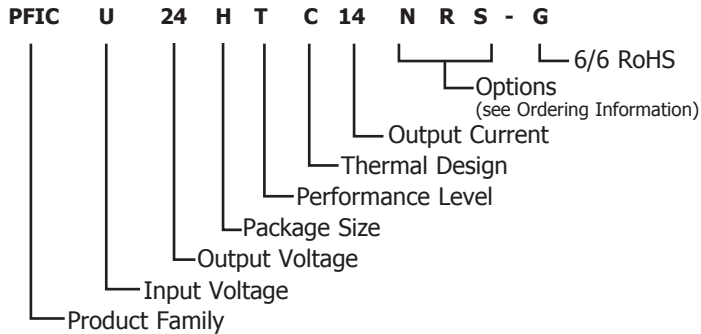 PFIC U 24 H T C 14 N R S - G
6/6 RoHS
Options
(see Ordering Information)
Output Current
Thermal Design
Performance Level
Package Size
Output Voltage
Input Voltage
Product Family